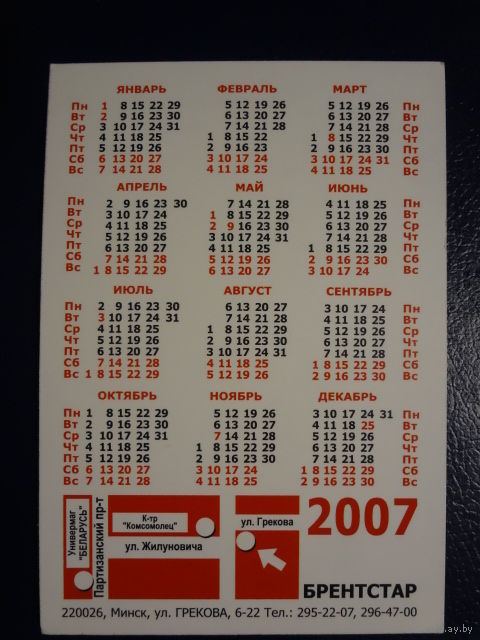 ЯНВАРЬ ФЕВРАЛЬ МАРТ
Пн 1 8 15 22 29 5 12 19 26 5 12 19 26 Пн
Вт 2 9 16 23 30 6 13 20 27 6 13 20 27 Вт
Ср 3 10 17 24 31 7 14 21 28 7 14 21 28 Ср
Чт 4 11 18 25 1 8 15 22 1 8 15 22 29 Чт
Пт 5 12 19 26 2 9 16 23 2 9 16 23 30 Пт
Сб 6 13 20 27 3 10 17 24 3 10 17 24 31 Сб
Вс 7 14 21 28 4 11 18 25 4 11 18 25 Вс
АПРЕЛЬ МАЙ ИЮНЬ
Пн 2 9 16 23 30 7 14 21 28 4 11 18 25 Пн
Вт 3 10 17 24 1 8 15 22 29 5 12 19 26 Вт
Ср 4 11 18 25 2 9 16 23 30 6 13 20 27 Ср
Чт 5 12 19 26 3 10 17 24 31 7 14 21 28 Чт
Пт 6 13 20 27 4 11 18 25 1 8 15 22 29 Пт
Сб 7 14 21 28 5 12 19 26 2 9 16 23 30 Сб
Вс 1 8 15 22 29 6 13 20 27 3 10 17 24 Вс
ИЮЛЬ АВГУСТ СЕНТЯБРЬ
Пн 2 9 16 23 30 6 13 20 27 3 10 17 24 Пн
Вт 3 10 17 24 31 7 14 21 28 4 11 18 25 Вт
Ср 4 11 18 25 1 8 15 22 29 5 12 19 26 Ср
Чт 5 12 19 26 2 9 16 23 30 6 13 20 27 Чт
Пт 6 13 20 27 3 10 17 24 31 7 14 21 28 Пт
Сб 7 14 21 28 4 11 18 25 1 8 15 22 29 Сб
Вс 1 8 15 22 29 5 12 19 26 2 9 16 23 30 Вс
ОКТЯБРЬ НОЯБРЬ ДЕКАБРЬ
Пн 1 8 15 22 29 5 12 19 26 3 10 17 24 31 Пн
Вт 2 9 16 23 30 6 13 20 27 4 11 18 25 Вт
Ср 3 10 17 24 31 7 14 21 28 5 12 19 26 Ср
Чт 4 11 18 25 1 8 15 22 29 6 13 20 27 Чт
Пт 5 12 19 26 2 9 16 23 30 7 14 21 28 Пт
Сб 6 13 20 27 3 10 17 24 1 8 15 22 29 Сб
Вс 7 14 21 28 4 11 18 25 2 9 16 23 30 Вс
Универмаг
"БЕЛАРУСЬ"
Партизанский пр-т
К-тр
"Комсомолец"
ул. Жилуновича
ул. Грекова
2007
БРЕНТСТАР
220026, Минск, ул. ГРЕКОВА, 6-22 Тел.: 295-22-07, 296-47-00